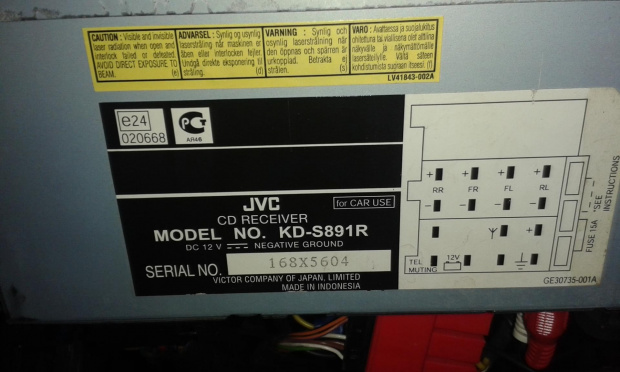 CAUTION : Visible and invisible
laser radiation when open and
interlock failed or defeated.
AVOID DIRECT EXPOSURE TO
BEAM. (e)
ADVARSEL : Synlig og usynlig
laserstråling når maskinen er
åben eller interlocken fejler.
Undgå direkte eksponering til
stråling. (d)
VARNING : Synlig och
osynlig laserstrålning när
den öppnas och spärren är
urkopplad. Betrakta ej
strålen. (s)
VARO : Avattaessa ja suojalukitus
ohitettuna tai viallisena olet alttiina
näkyvälle ja näkymättömälle
lasersäteilylle. Vältä säteen
kohdistumista suoraan itseesi. (f)
LV41843-002A
e24
020668
PCT
AR46
JVC
for CAR USE
CD RECEIVER
MODEL NO. KD-S891R
DC 12 V NEGATIVE GROUND
SERIAL NO. 168X5604
VICTOR COMPANY OF JAPAN, LIMITED
MADE IN INDONESIA
+ + + +
RR FR FL RL
− − − −
+
TEL
MUTING
12V
*SEE
INSTRUCTIONS
FUSE 15A
GE30735-001A